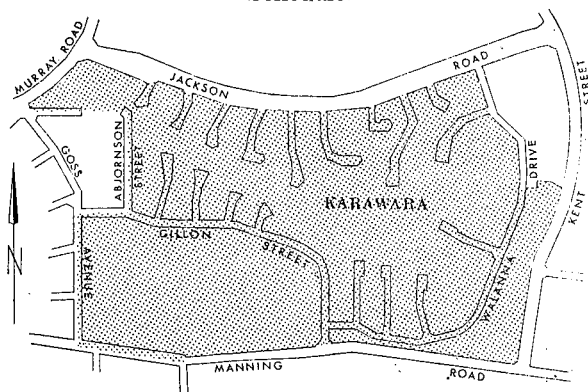 MURRAY ROAD
JACKSON ROAD
STREET
KENT
DRIVE
WALANNA
GOSS
AVENUE
ABJORNSON
STREET
KARAWARA
GILLON STREET
N
MANNING ROAD